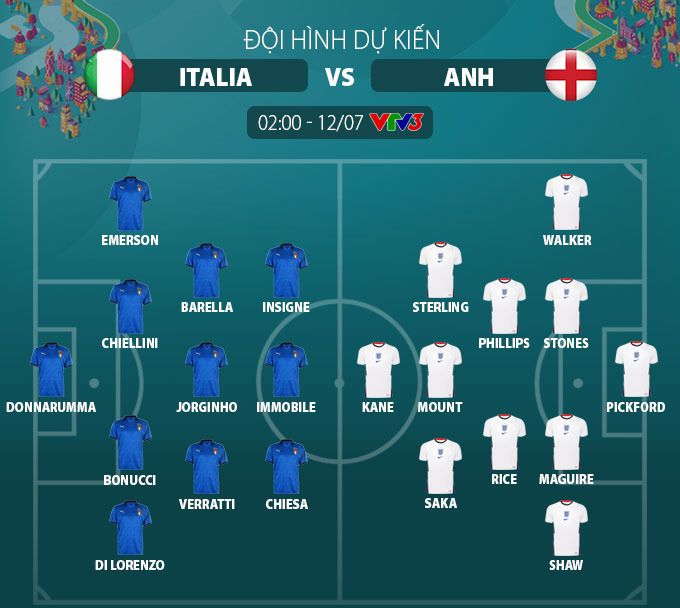 ĐỘI HÌNH DỰ KIẾN
ITALIA VS ANH
02:00 - 12/07 VTV3
EMERSON
WALKER
BARELLA
INSIGNE
STERLING
CHIELLINI
PHILLIPS
STONES
DONNARUMMA
JORGINHO
IMMOBILE
KANE
MOUNT
PICKFORD
BONUCCI
RICE
MAGUIRE
VERRATTI
CHIESA
SAKA
DI LORENZO
SHAW